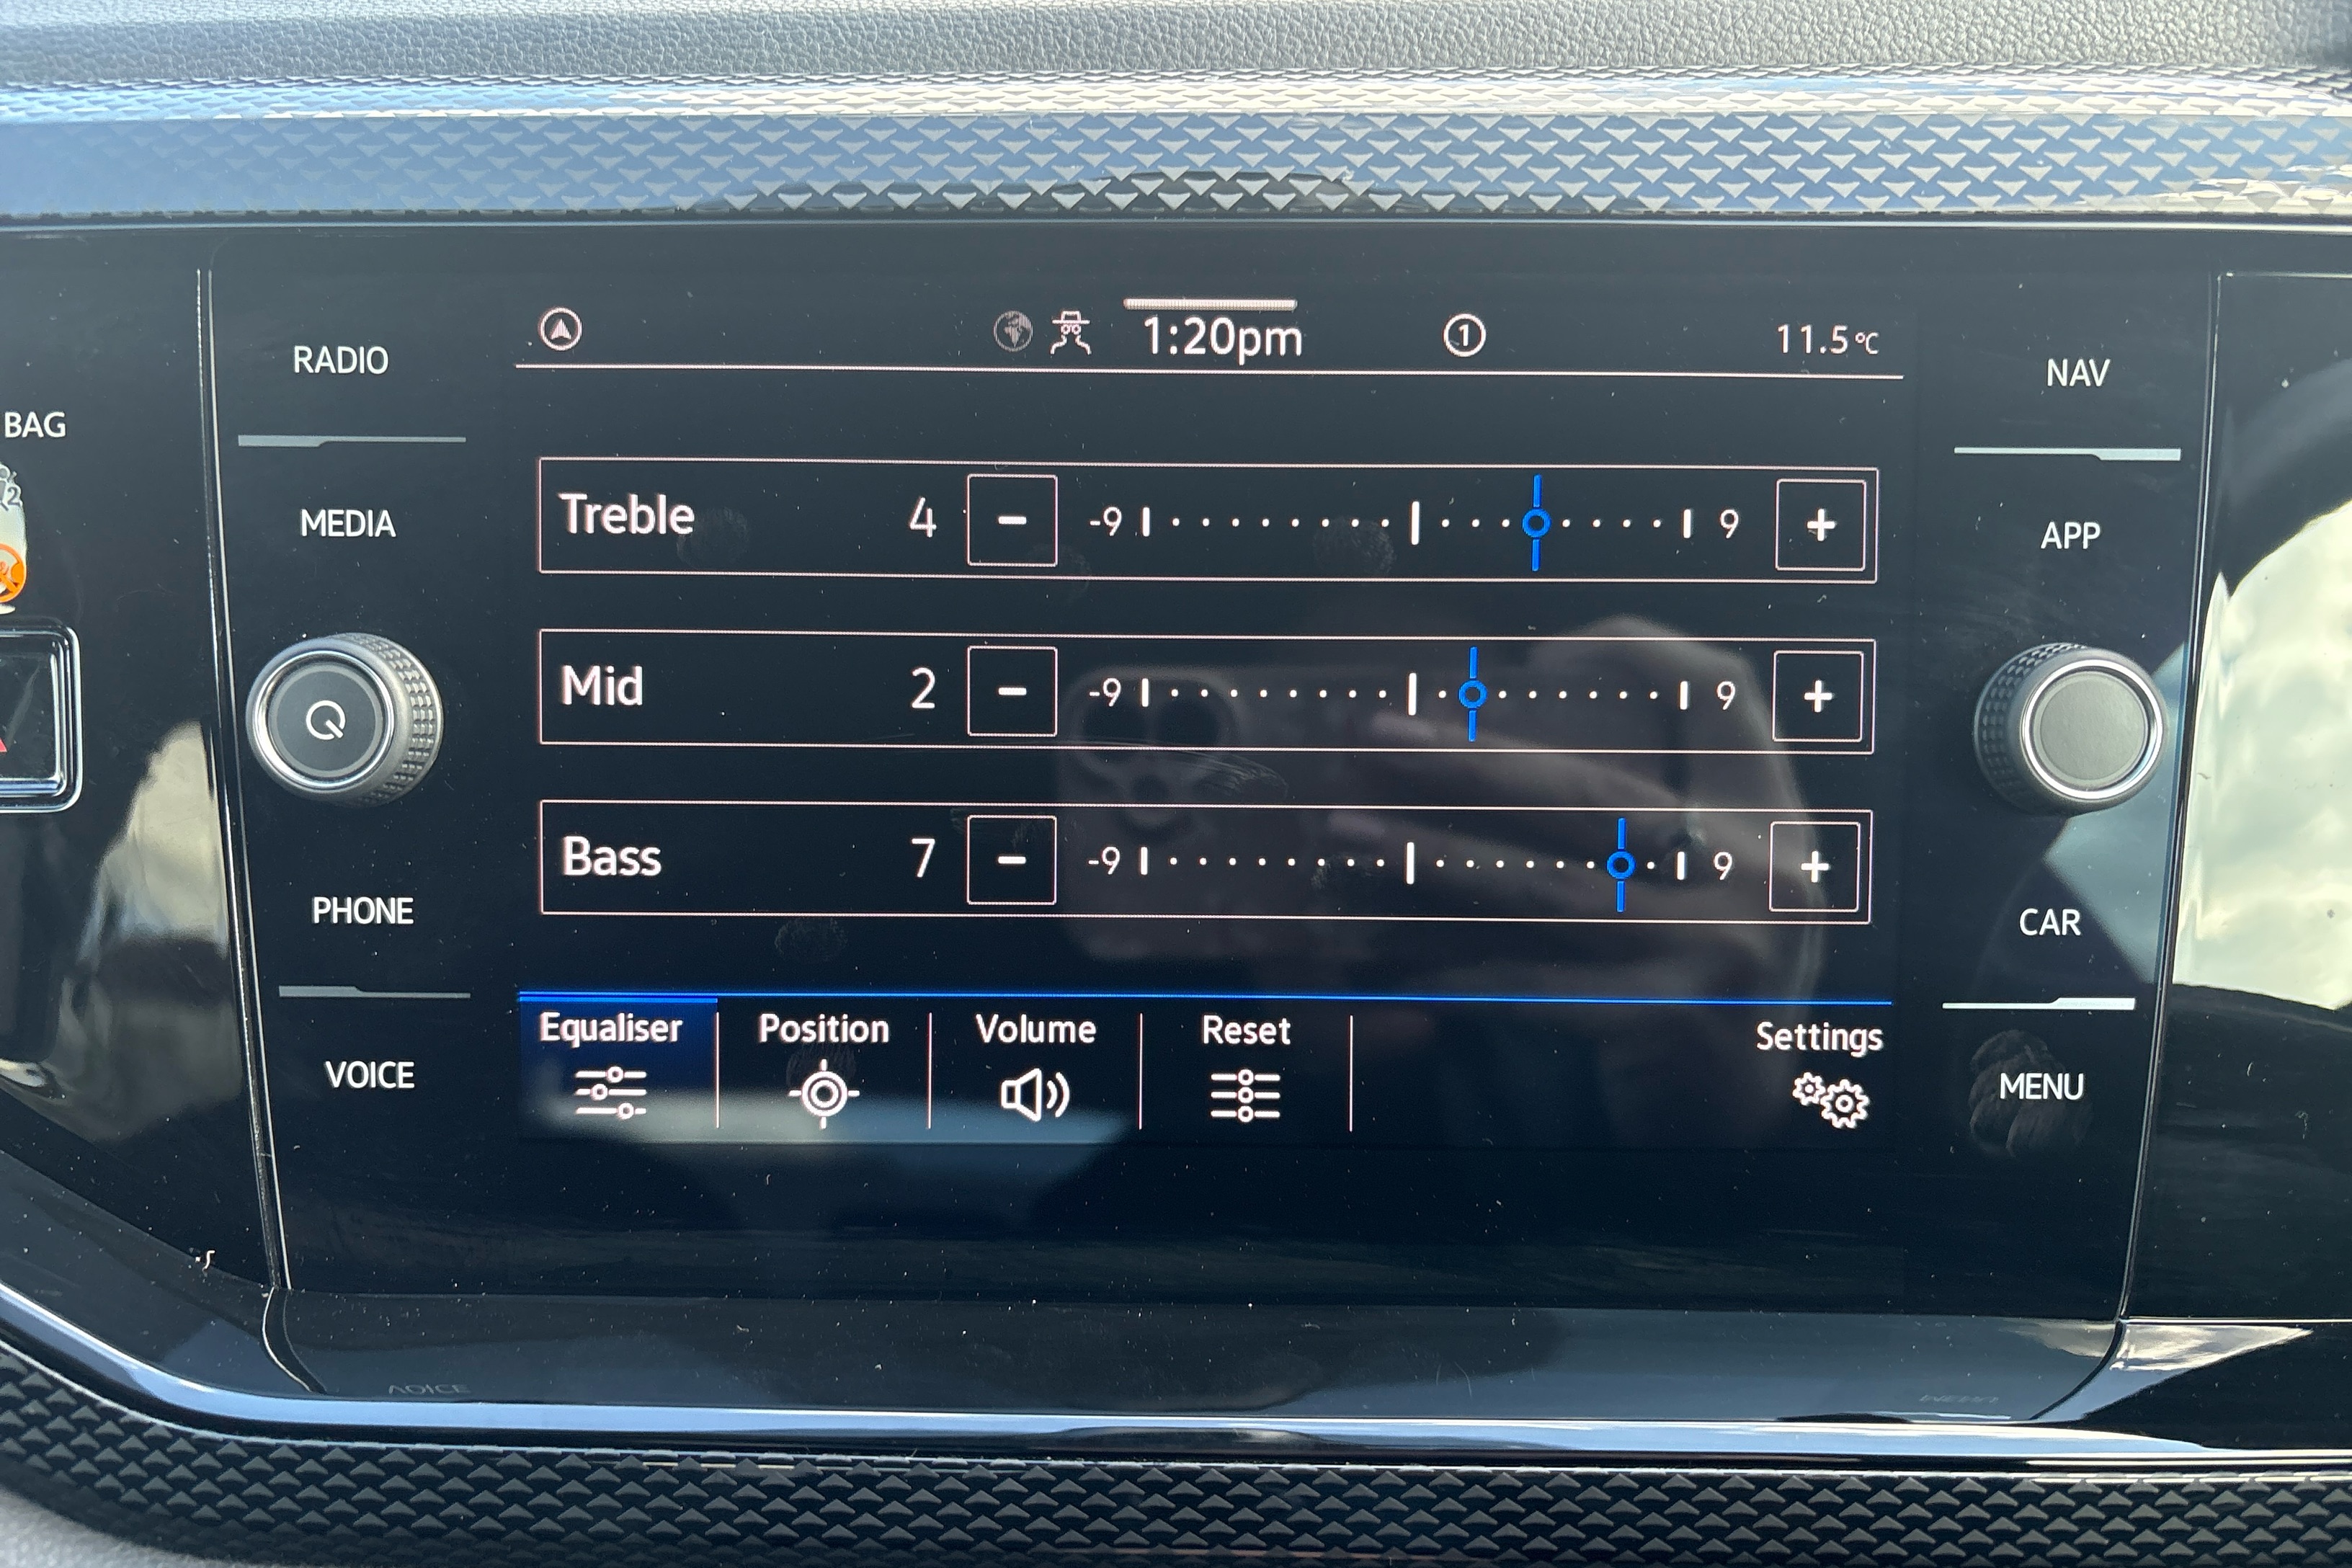 1:20pm
1
11.5°C
RADIO
NAV
BAG
MEDIA
APP
Treble 4 - -9 9 +
Mid 2 - -9 9 +
Bass 7 - -9 9 +
PHONE
CAR
Equaliser Position Volume Reset Settings
VOICE
MENU